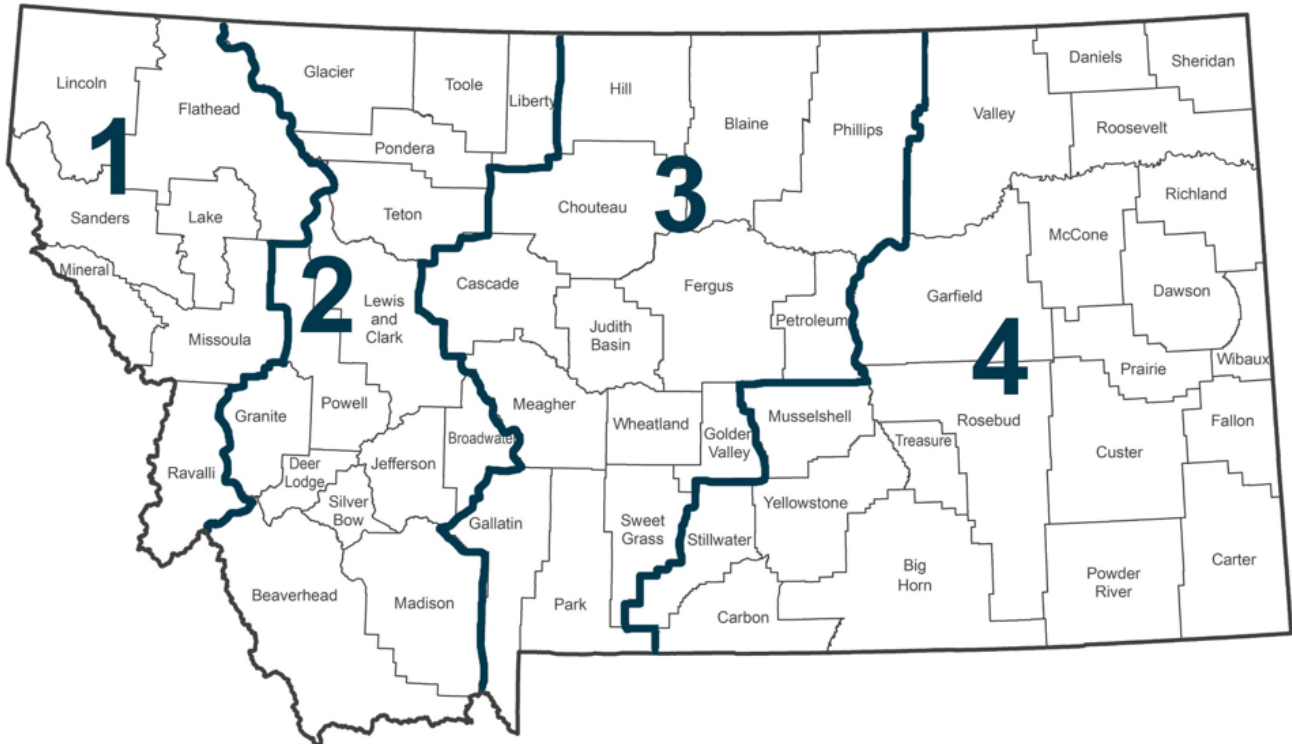 Lincoln
Flathead
1
Sanders
Lake
Mineral
Missoula
Ravalli
Glacier
Toole
Liberty
Pondera
Teton
2
Lewis
and
Clark
Granite
Powell
Deer
Lodge
Silver
Bow
Jefferson
Broadwater
Beaverhead
Madison
Hill
Blaine
Phillips
3
Chouteau
Cascade
Judith
Basin
Fergus
Petroleum
Meagher
Wheatland
Golden
Valley
Gallatin
Park
Sweet
Grass
Valley
Daniels
Sheridan
Roosevelt
Richland
McCone
Dawson
Garfield
4
Prairie
Wibaux
Musselshell
Treasure
Rosebud
Custer
Fallon
Yellowstone
Stillwater
Carbon
Big
Horn
Powder
River
Carter